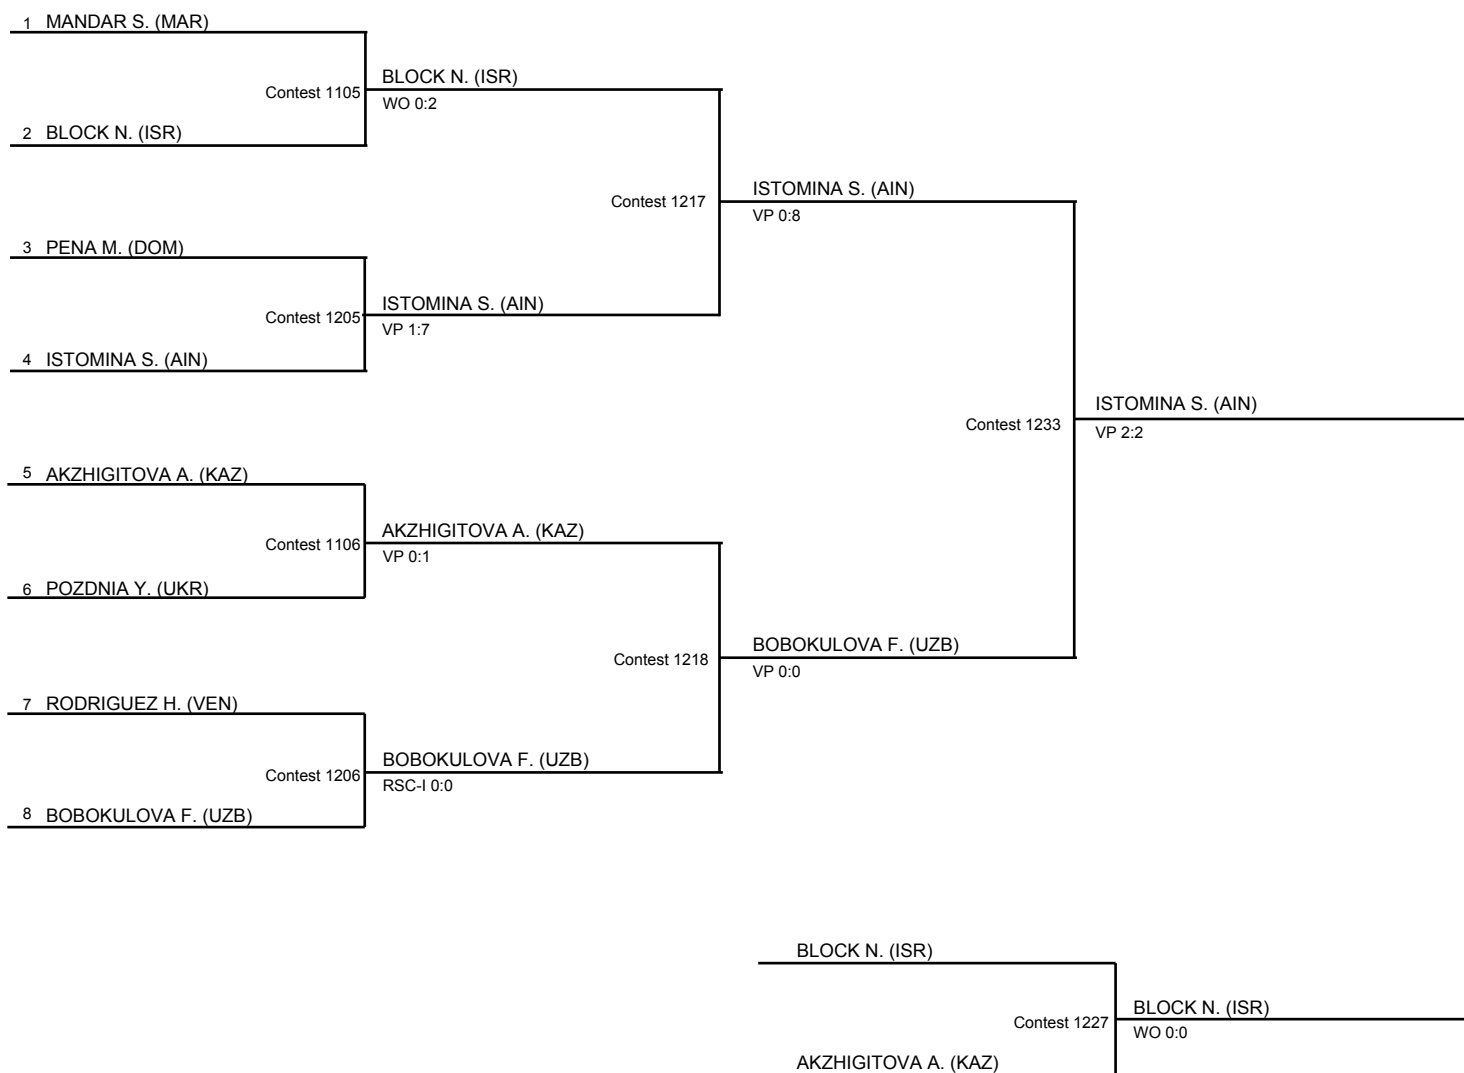 1 MANDAR S. (MAR)
BLOCK N. (ISR)
Contest 1105
WO 0:2
2 BLOCK N. (ISR)
ISTOMINA S. (AIN)
Contest 1217
VP 0:8
3 PENA M. (DOM)
ISTOMINA S. (AIN)
Contest 1205
VP 1:7
4 ISTOMINA S. (AIN)
ISTOMINA S. (AIN)
Contest 1233
VP 2:2
5 AKZHIGITOVA A. (KAZ)
AKZHIGITOVA A. (KAZ)
Contest 1106
VP 0:1
6 POZDNIA Y. (UKR)
BOBOKULOVA F. (UZB)
Contest 1218
VP 0:0
7 RODRIGUEZ H. (VEN)
BOBOKULOVA F. (UZB)
Contest 1206
RSC-I 0:0
8 BOBOKULOVA F. (UZB)
BLOCK N. (ISR)
BLOCK N. (ISR)
Contest 1227
WO 0:0
AKZHIGITOVA A. (KAZ)